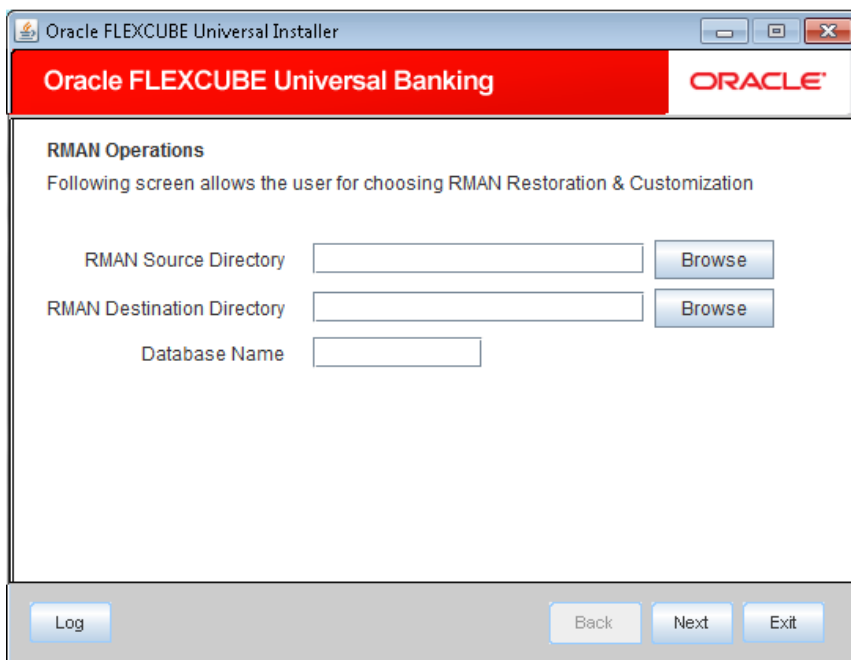 Oracle FLEXCUBE Universal Installer
Oracle FLEXCUBE Universal Banking
ORACLE
RMAN Operations
Following screen allows the user for choosing RMAN Restoration & Customization
RMAN Source Directory Browse
RMAN Destination Directory Browse
Database Name
Log Back Next Exit